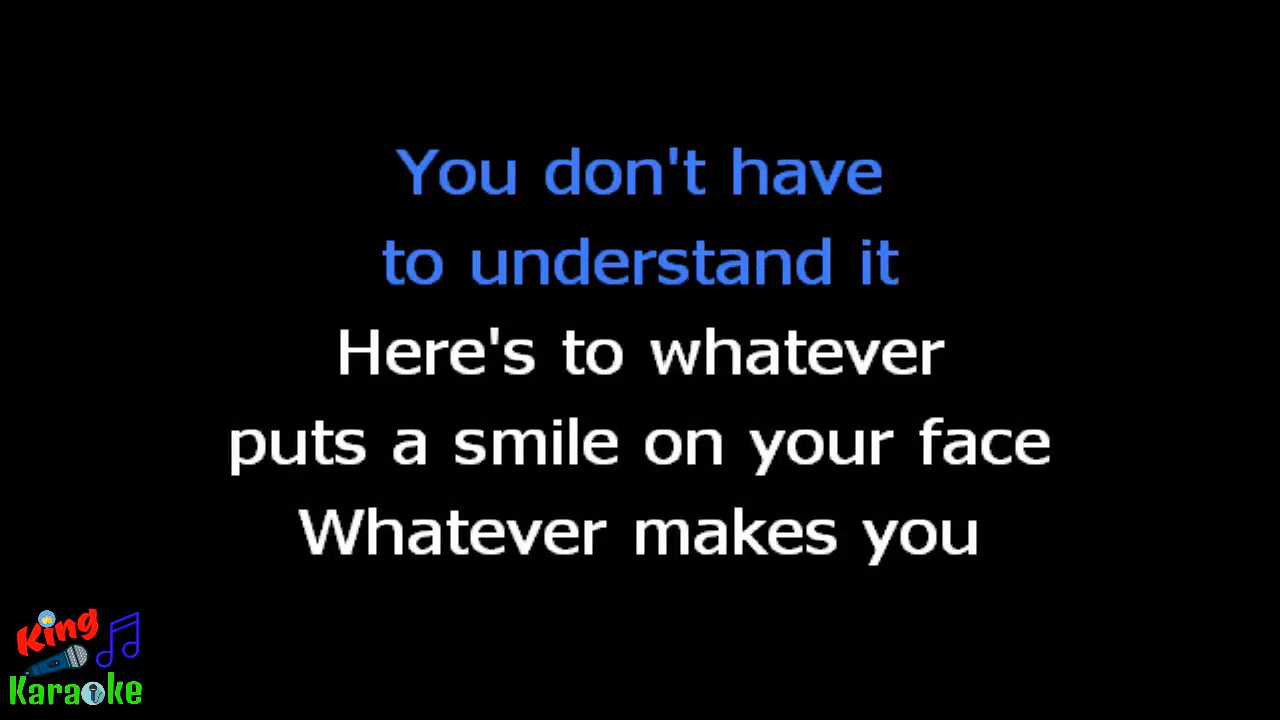 You don't have
to understand it
Here's to whatever
puts a smile on your face
Whatever makes you
King
Karaoke